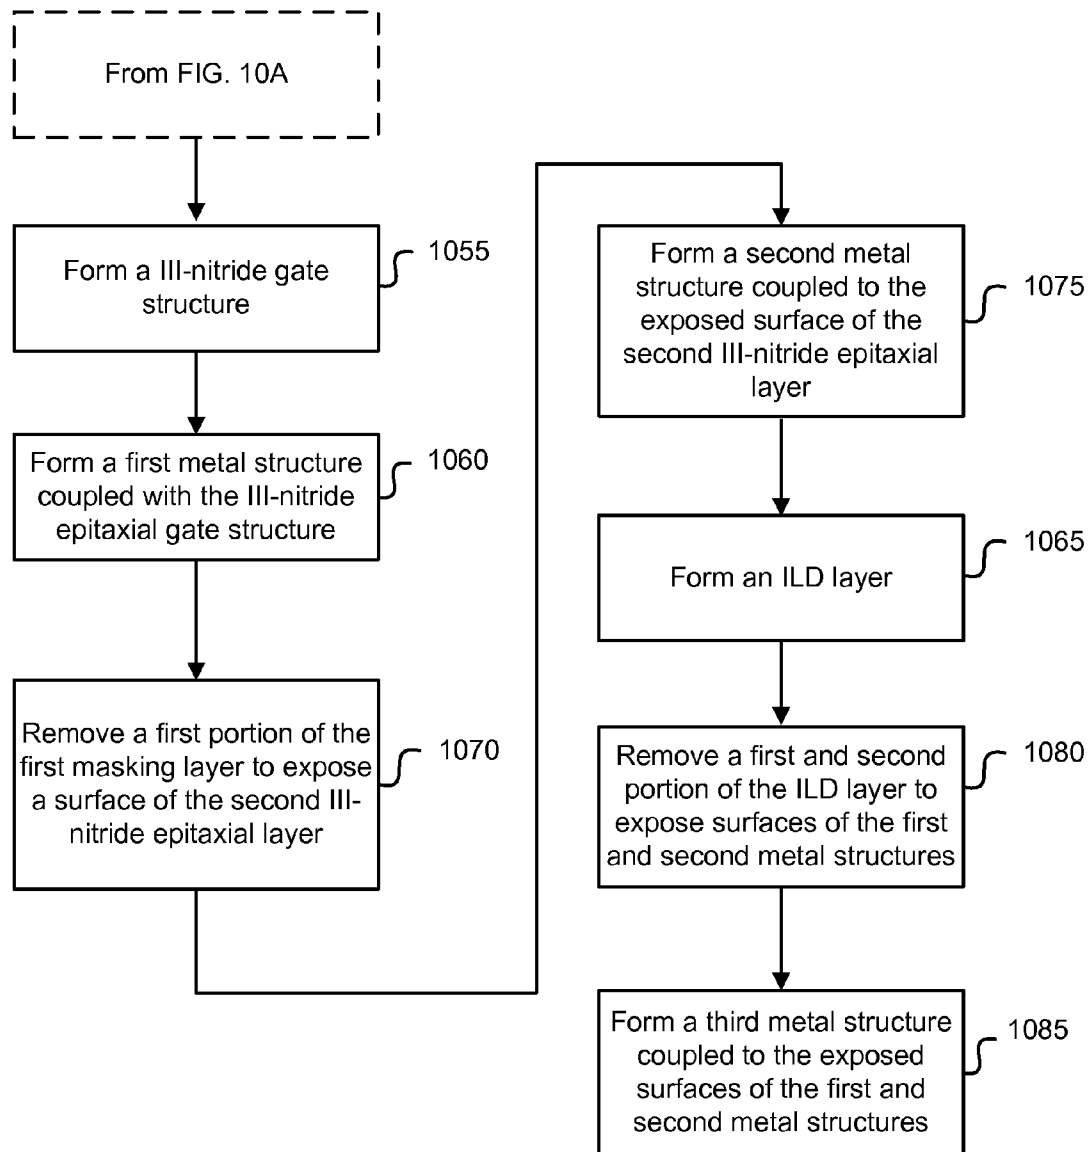 From FIG. 10A
Form a III-nitride gate
structure
1055
Form a first metal structure
coupled with the III-nitride
epitaxial gate structure
1060
Remove a first portion of the
first masking layer to expose
a surface of the second III-
nitride epitaxial layer
1070
Form a second metal
structure coupled to the
exposed surface of the
second III-nitride epitaxial
layer
1075
Form an ILD layer
1065
Remove a first and second
portion of the ILD layer to
expose surfaces of the first
and second metal structures
1080
Form a third metal structure
coupled to the exposed
surfaces of the first and
second metal structures
1085